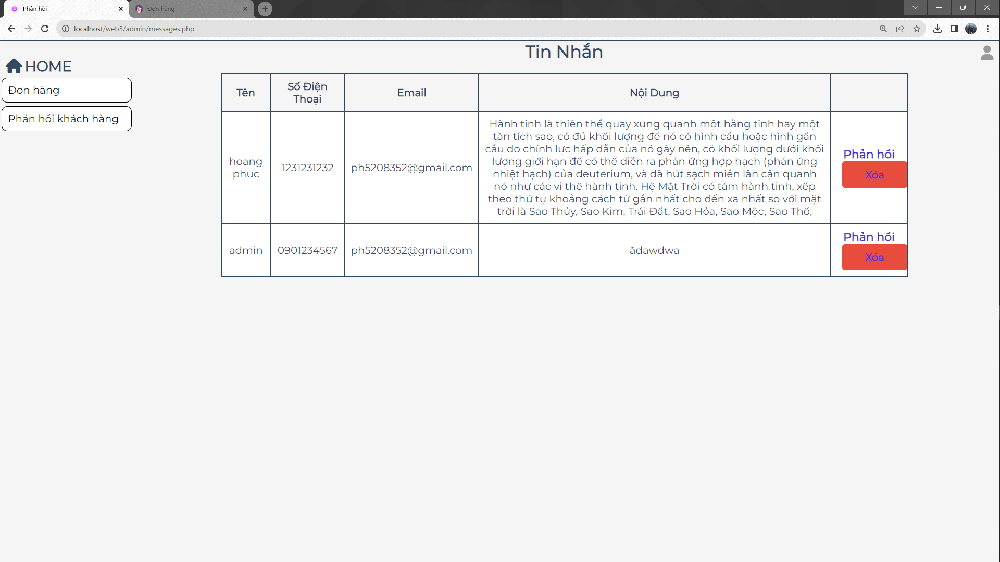 Phản hồi
Đơn hàng
localhost/web3/admin/messages.php
Tin Nhắn
HOME
Đơn hàng
Phản hồi khách hàng
Tên
Số Điện
Thoại
Email
Nội Dung
hoang
phuc
1231231232
ph5208352@gmail.com
Hành tinh là thiên thể quay xung quanh một hằng tinh hay một
tàn tích sao, có đủ khối lượng để nó có hình cầu hoặc hình gần
cầu do chính lực hấp dẫn của nó gây nên, có khối lượng dưới khối
lượng giới hạn để có thể diễn ra phản ứng hợp hạch (phản ứng
nhiệt hạch) của deuterium, và đã hút sạch miền lân cận quanh
nó như các vi thể hành tinh. Hệ Mặt Trời có tám hành tinh, xếp
theo thứ tự khoảng cách từ gần nhất cho đến xa nhất so với mặt
trời là Sao Thủy, Sao Kim, Trái Đất, Sao Hỏa, Sao Mộc, Sao Thổ,
Phản hồi
Xóa
admin
0901234567
ph5208352@gmail.com
ădawdwa
Phản hồi
Xóa